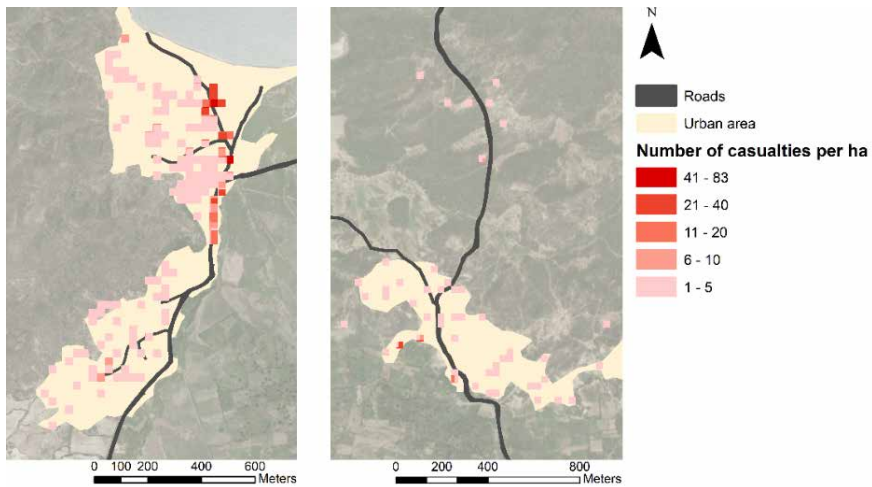 N
Roads
Urban area
Number of casualties per ha
41 - 83
21 - 40
11 - 20
6 - 10
1 - 5
0 100 200 400 600
Meters
0 200 400 800
Meters